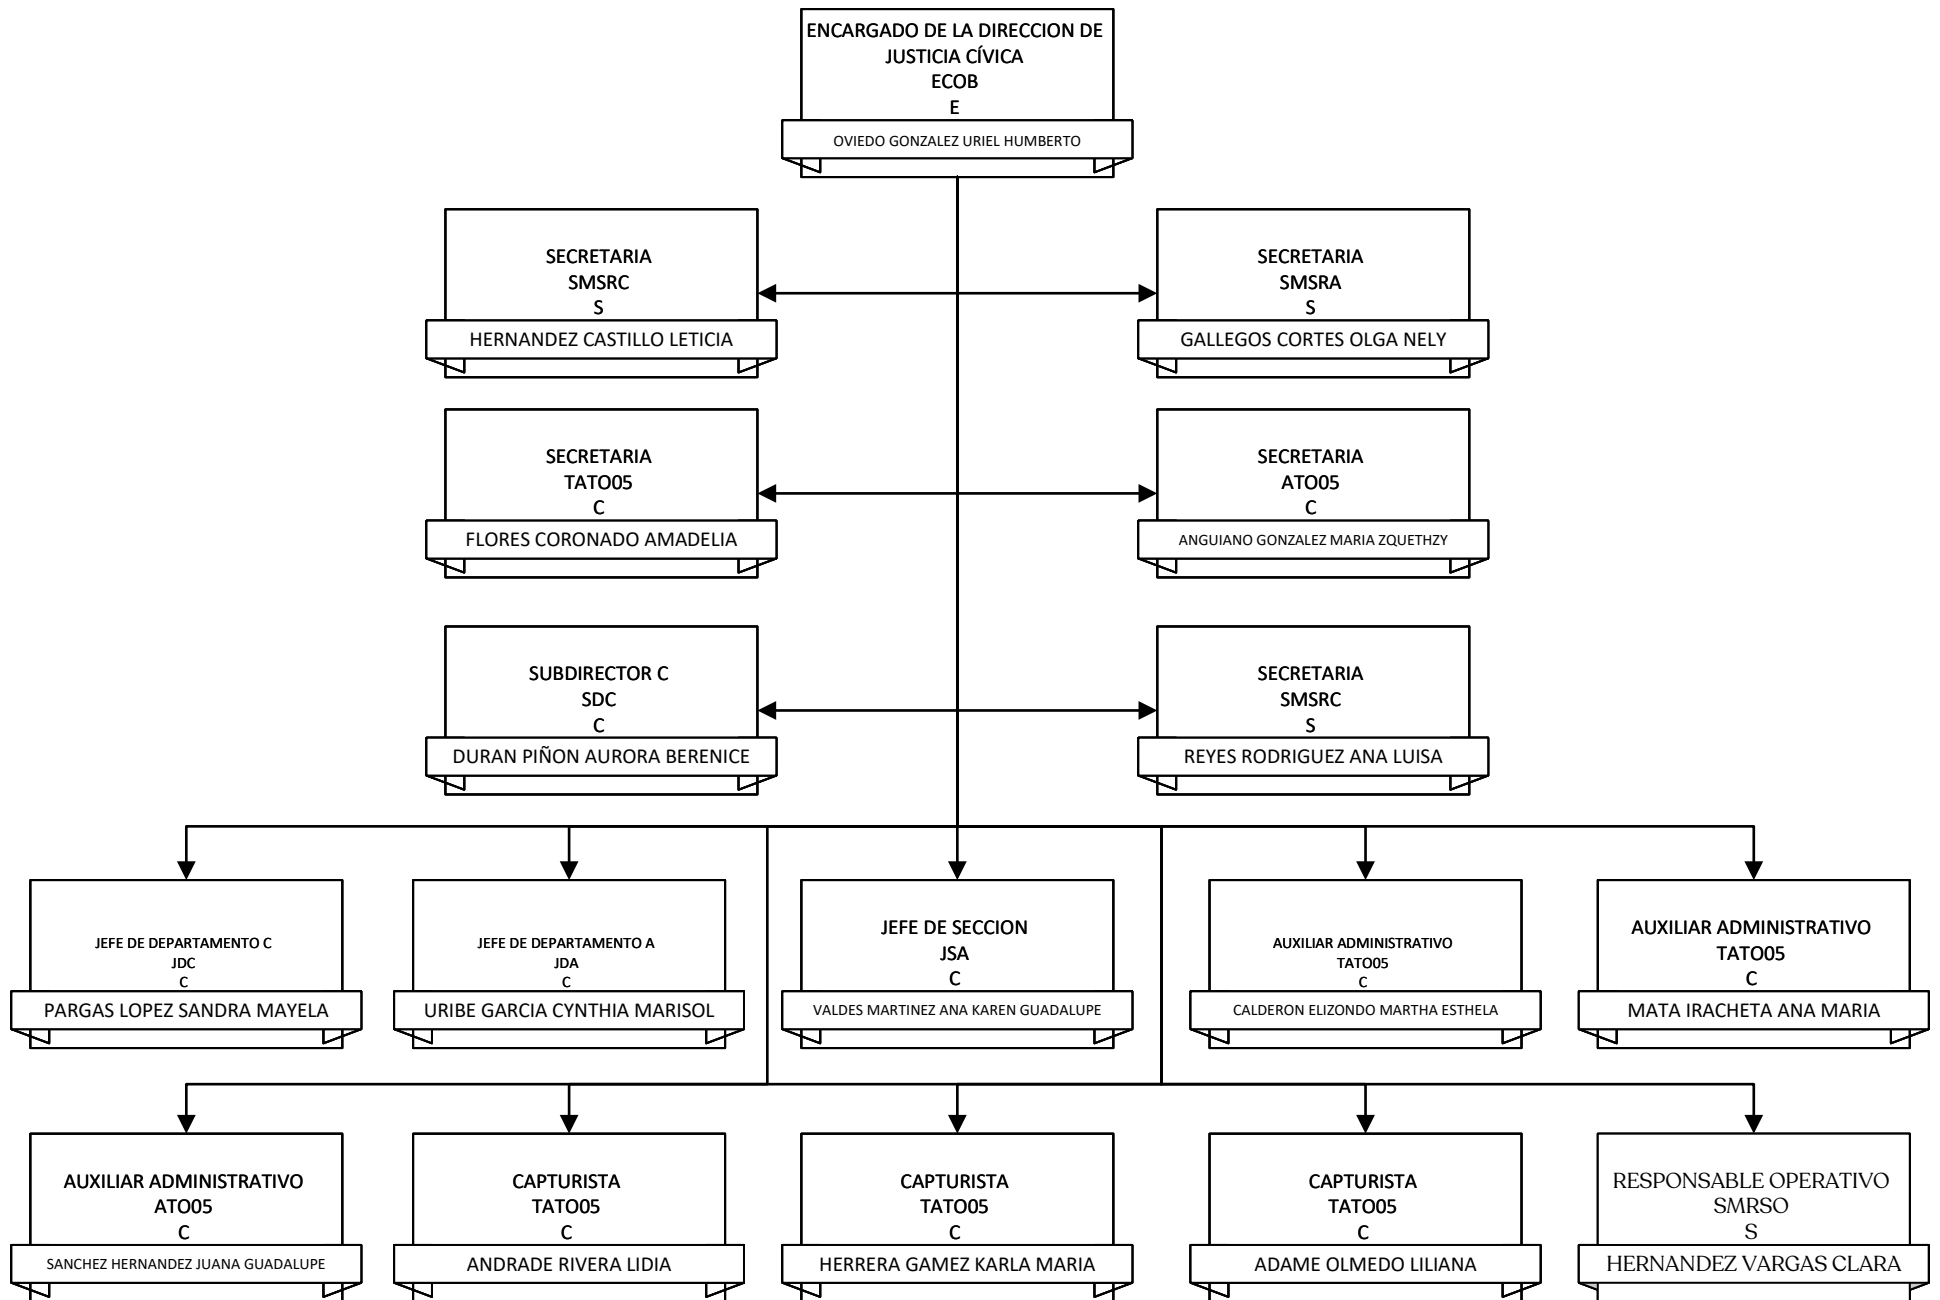 ENCARGADO DE LA DIRECCION DE
JUSTICIA CÍVICA
ECOB
E
OVIEDO GONZALEZ URIEL HUMBERTO
SECRETARIA
SMSRC
S
HERNANDEZ CASTILLO LETICIA
SECRETARIA
SMSRA
S
GALLEGOS CORTES OLGA NELY
SECRETARIA
TATO05
C
FLORES CORONADO AMADELIA
SECRETARIA
ATO05
C
ANGUIANO GONZALEZ MARIA ZQUETHZY
SUBDIRECTOR C
SDC
C
DURAN PIÑON AURORA BERENICE
SECRETARIA
SMSRC
S
REYES RODRIGUEZ ANA LUISA
JEFE DE DEPARTAMENTO C
JDC
C
PARGAS LOPEZ SANDRA MAYELA
JEFE DE DEPARTAMENTO A
JDA
C
URIBE GARCIA CYNTHIA MARISOL
JEFE DE SECCION
JSA
C
VALDES MARTINEZ ANA KAREN GUADALUPE
AUXILIAR ADMINISTRATIVO
TATO05
C
CALDERON ELIZONDO MARTHA ESTHELA
AUXILIAR ADMINISTRATIVO
TATO05
C
MATA IRACHETA ANA MARIA
AUXILIAR ADMINISTRATIVO
ATO05
C
SANCHEZ HERNANDEZ JUANA GUADALUPE
CAPTURISTA
TATO05
C
ANDRADE RIVERA LIDIA
CAPTURISTA
TATO05
C
HERRERA GAMEZ KARLA MARIA
CAPTURISTA
TATO05
C
ADAME OLMEDO LILIANA
RESPONSABLE OPERATIVO
SMRSO
S
HERNANDEZ VARGAS CLARA